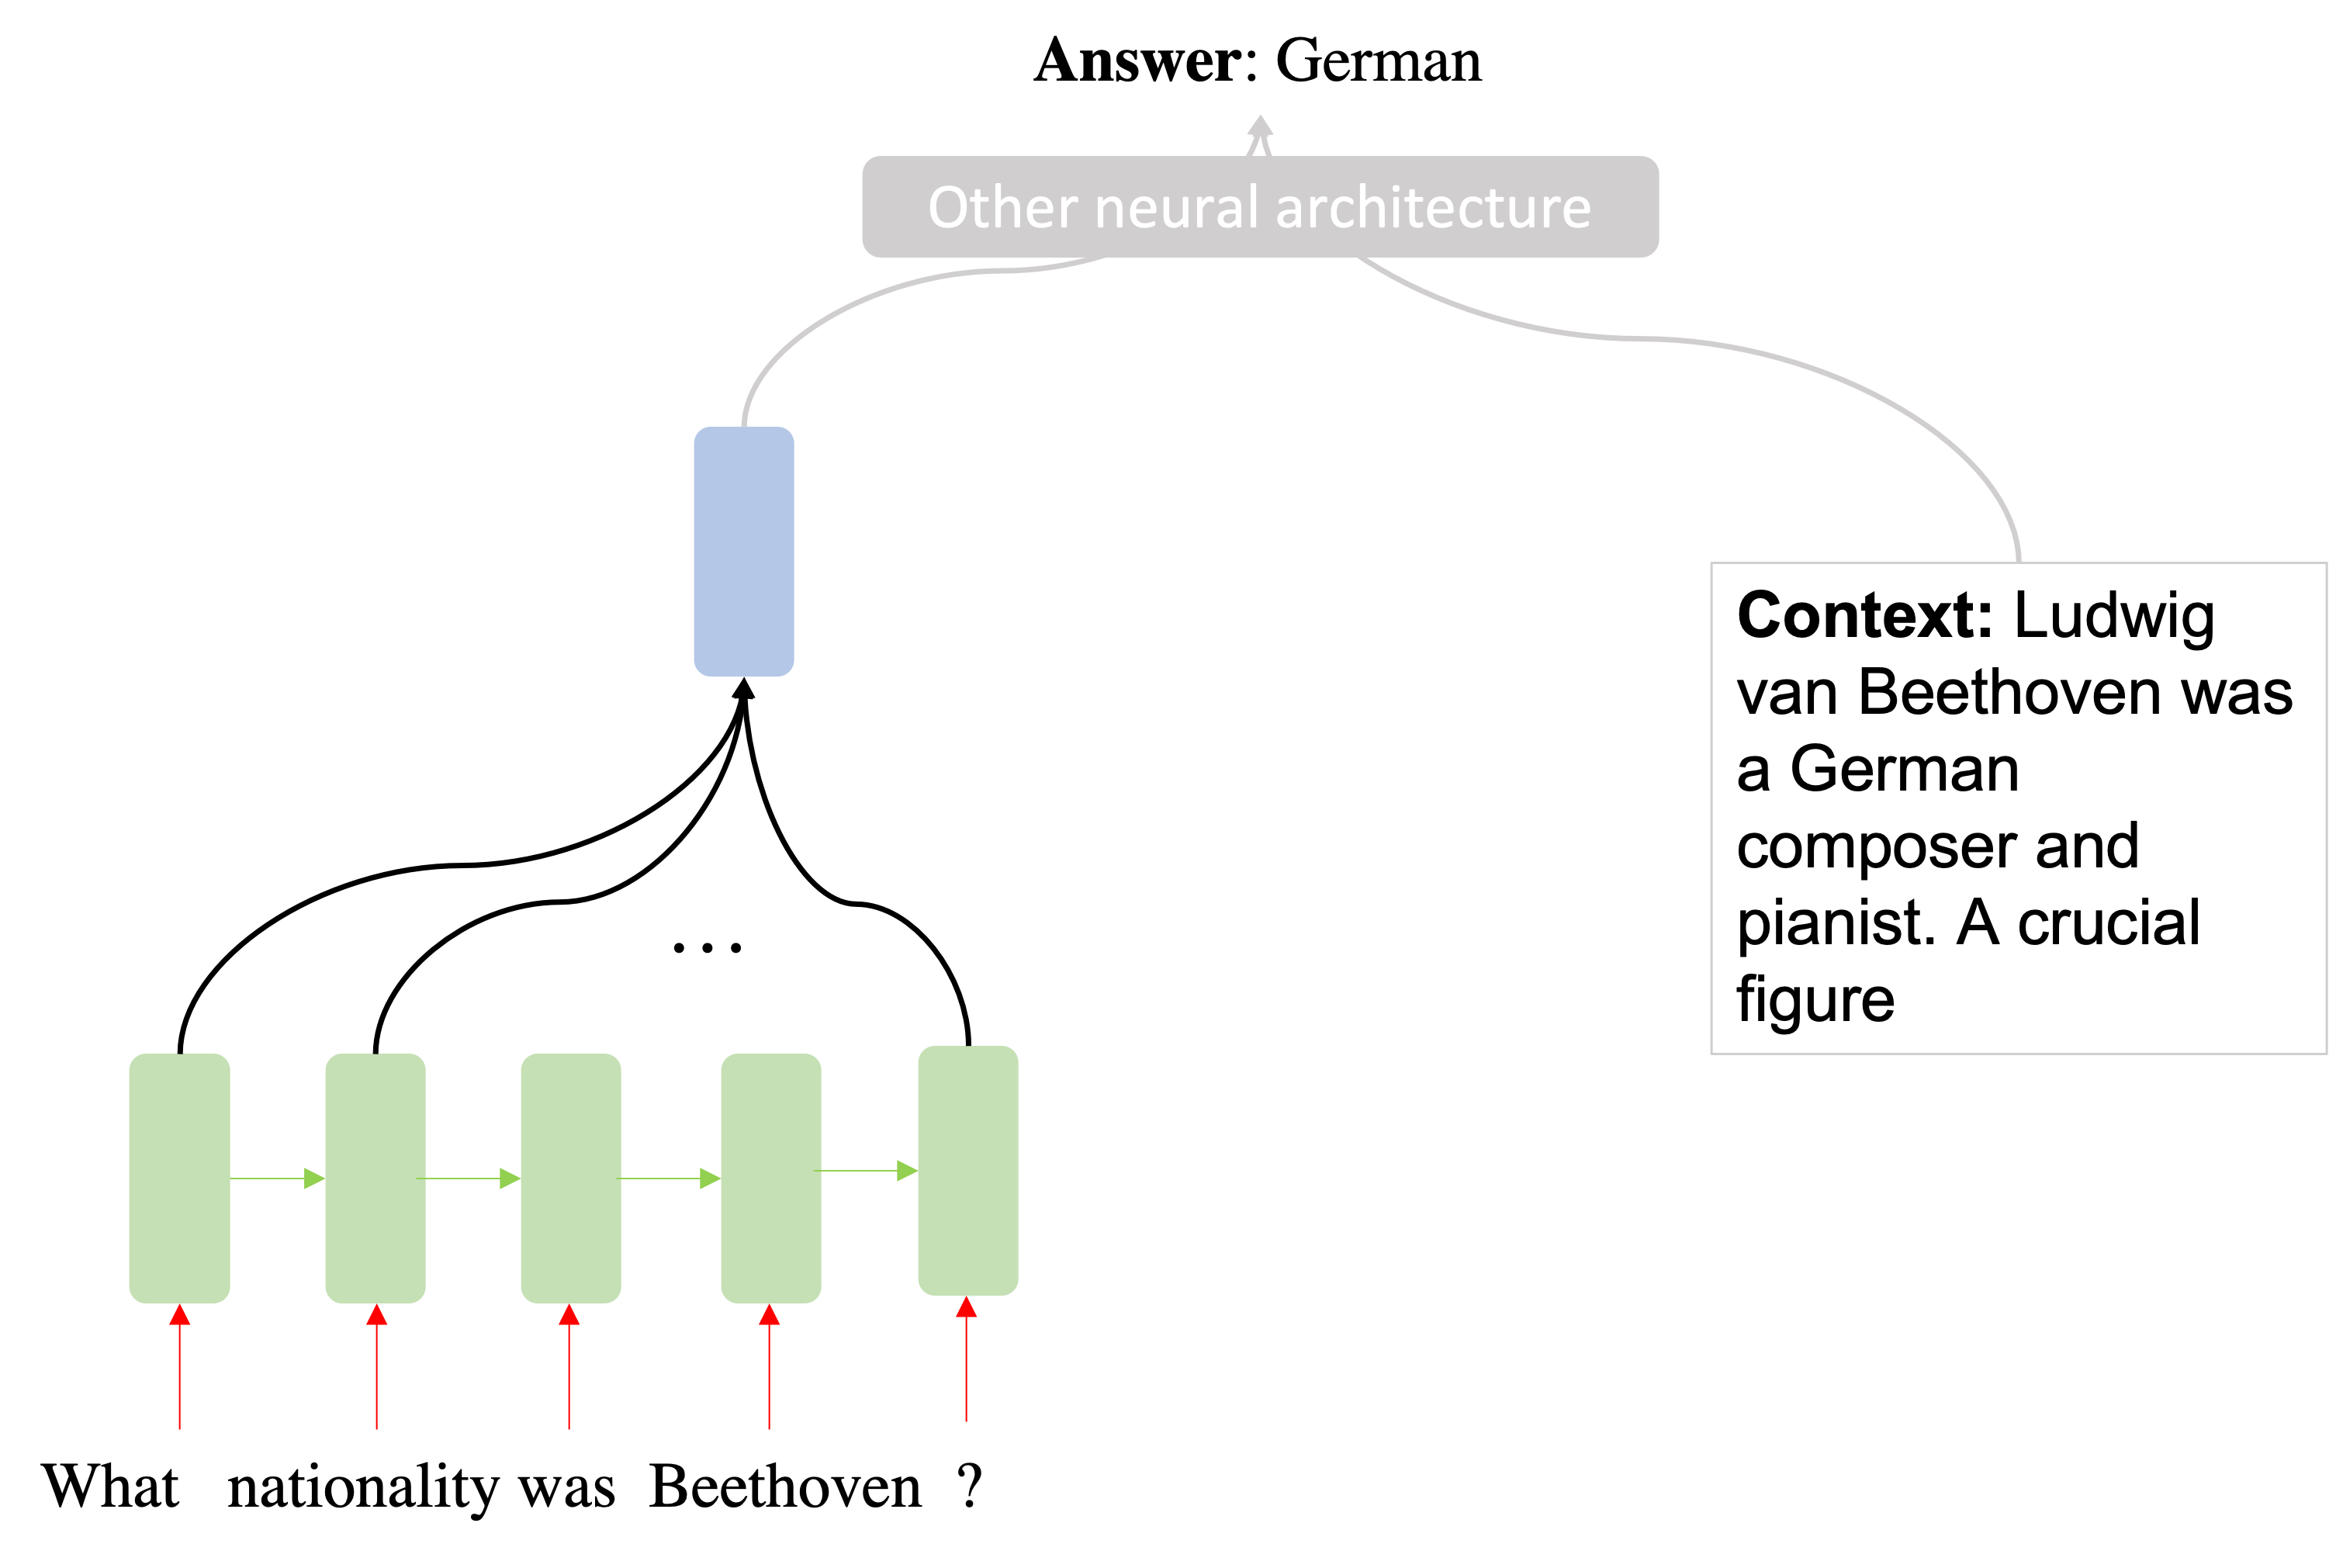 Answer: German
Other neural architecture
Context: Ludwig
van Beethoven was
a German
composer and
pianist. A crucial
figure
...
What nationality was Beethoven ?